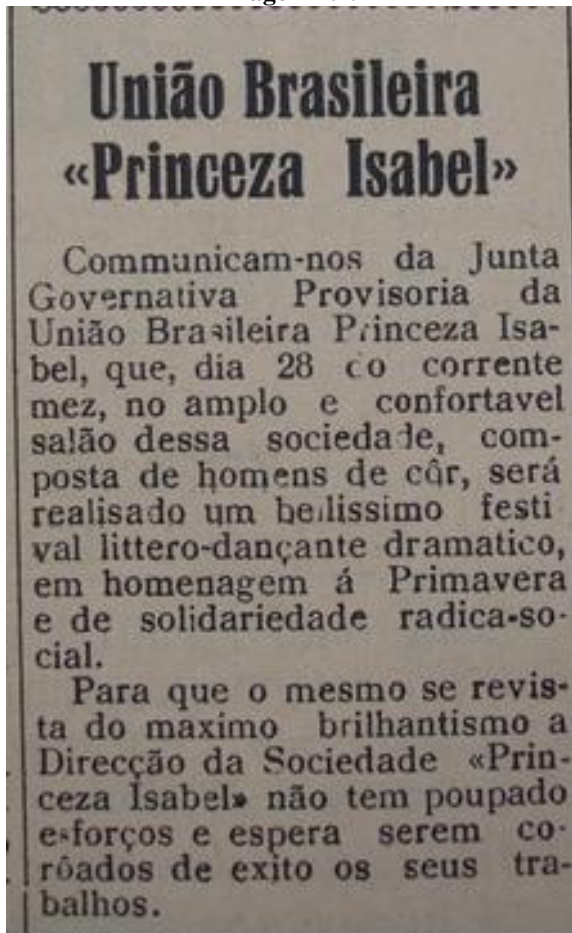 União Brasileira
«Princeza Isabel»
Communicam-nos da Junta
Governativa Provisoria da
União Brasileira Princeza Isa-
bel, que, dia 28 do corrente
mez, no amplo e confortavel
salão dessa sociedade, com-
posta de homens de côr, será
realisado um bellissimo festi
val littero-dançante dramatico,
em homenagem á Primavera
e de solidariedade radica-so-
cial.
Para que o mesmo se revis-
ta do maximo brilhantismo a
Direcção da Sociedade «Prin-
ceza Isabel» não tem poupado
esforços e espera serem co-
rôados de exito os seus tra-
balhos.